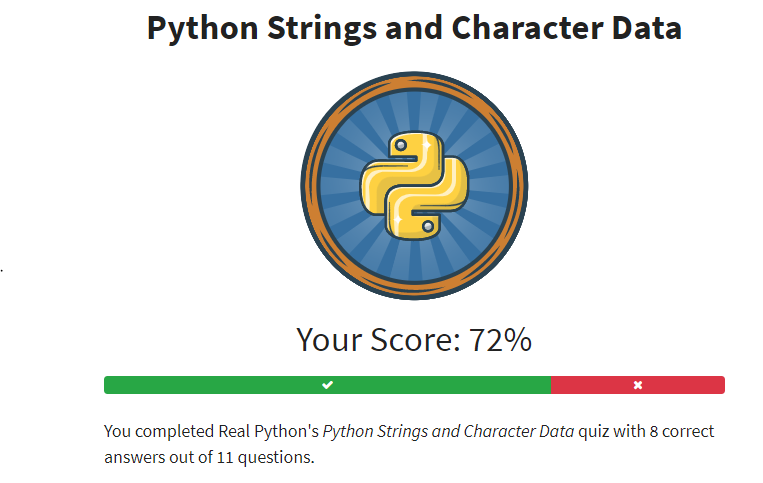 Python Strings and Character Data
Your Score: 72%
You completed Real Python's Python Strings and Character Data quiz with 8 correct
answers out of 11 questions.